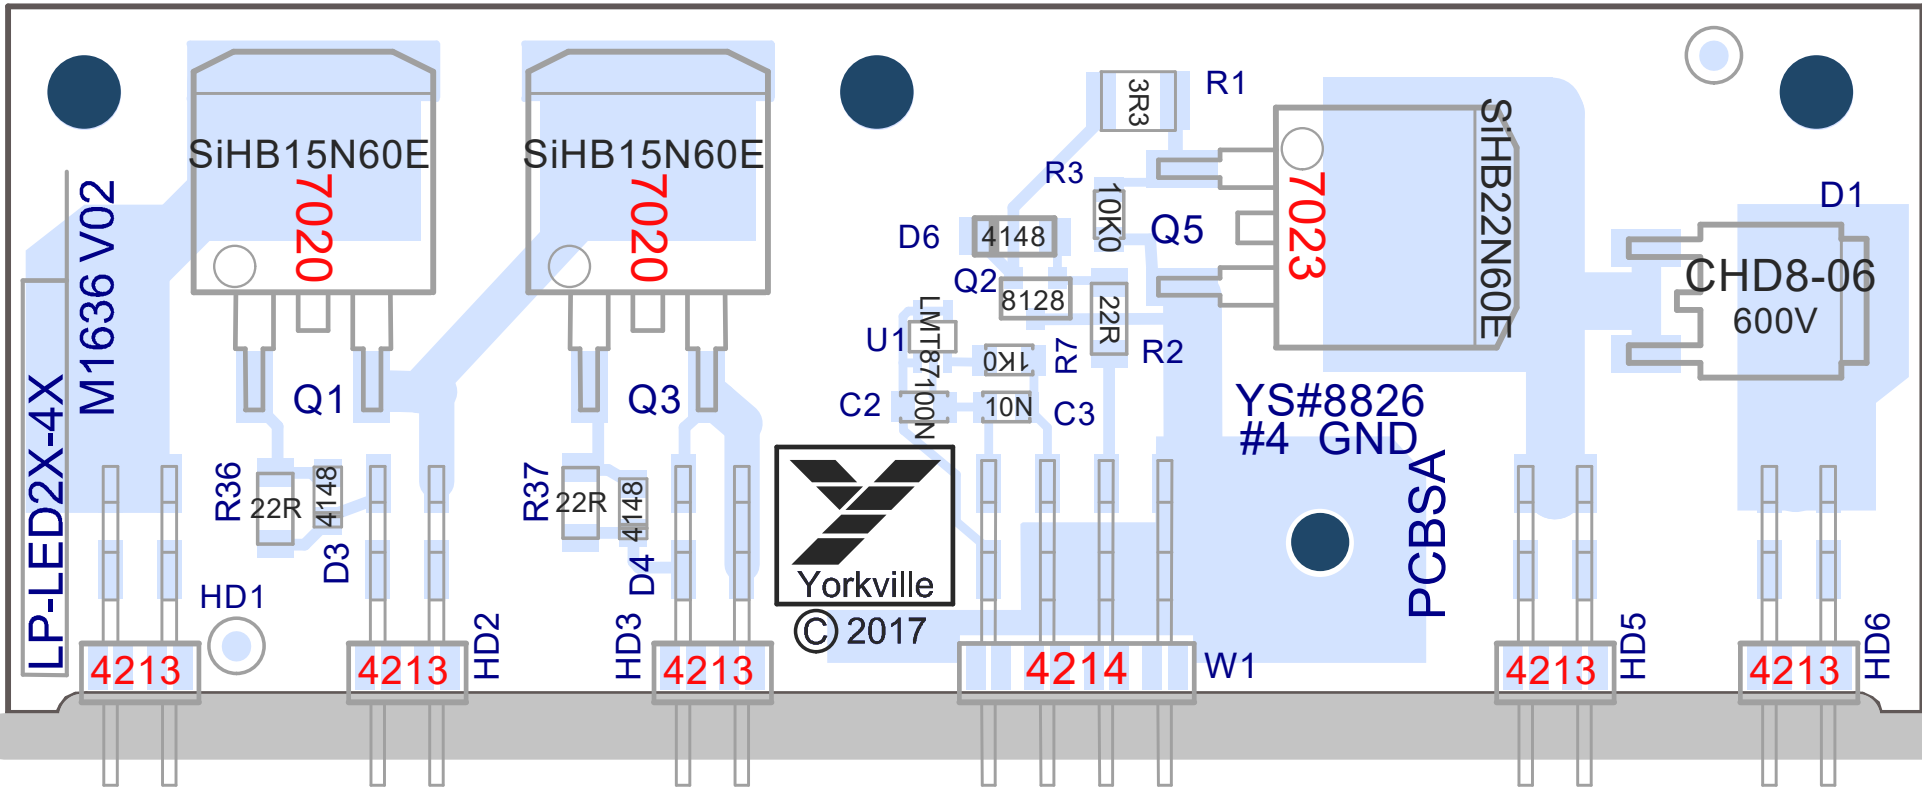 LP-LED2X-4X
M1636 V02
SiHB15N60E
7020
Q1
R36
22R
4148
D3
HD1
4213
4213
HD2
SiHB15N60E
7020
Q3
R37
22R
4148
D4
HD3
4213
Yorkville
© 2017
R1
3R3
R3
10K0
D6
4148
Q5
Q2
8128
22R
R2
U1
LMT87
1K0
R7
C2
100N
10N
C3
4214
W1
SiHB22N60E
7023
YS#8826
#4 GND
PCBSA
D1
CHD8-06
600V
4213
HD5
4213
HD6